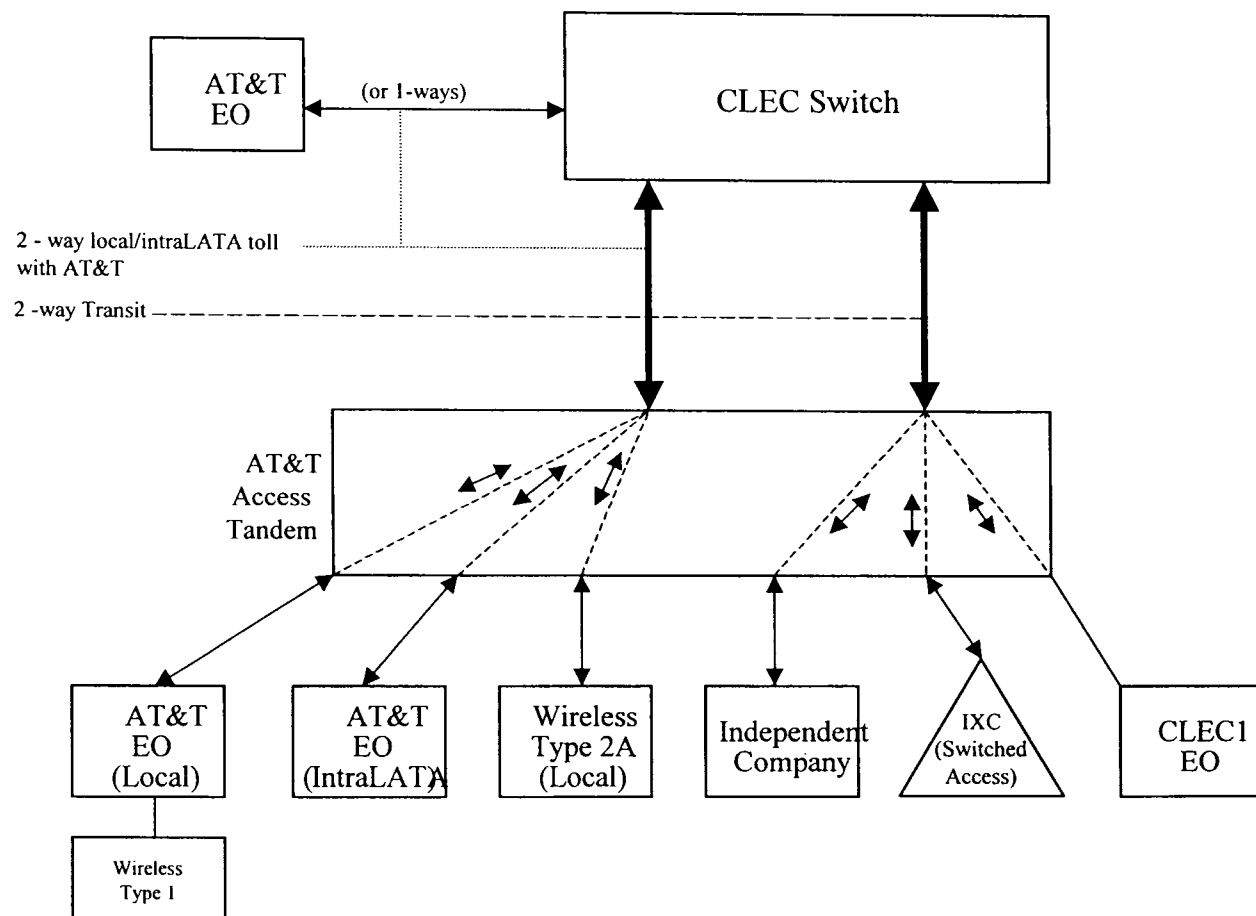 AT&T
EO
(or 1-ways)
CLEC Switch
2 - way local/intraLATA toll
with AT&T
2 -way Transit
AT&T
Access
Tandem
AT&T
EO
(Local)
AT&T
EO
(IntraLATA)
Wireless
Type 2A
(Local)
Independent
Company
IXC
(Switched
Access)
CLEC1
EO
Wireless
Type 1